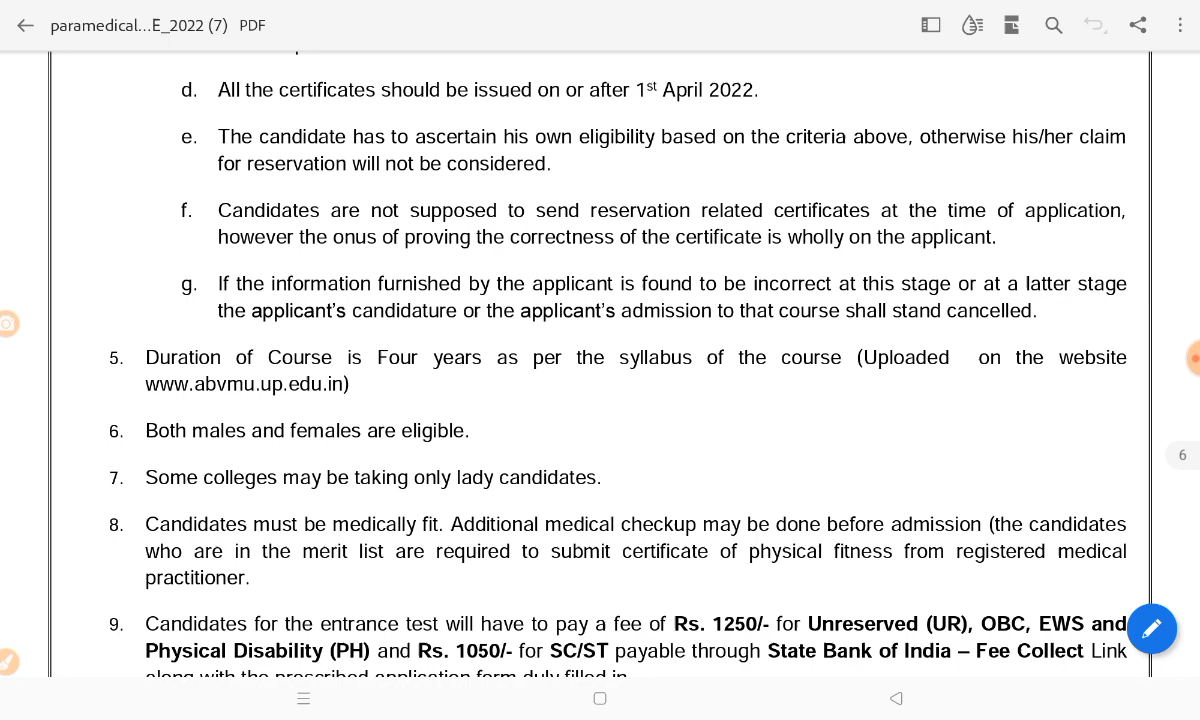 paramedical...E_2022 (7) PDF
d. All the certificates should be issued on or after 1st April 2022.
e. The candidate has to ascertain his own eligibility based on the criteria above, otherwise his/her claim
for reservation will not be considered.
f. Candidates are not supposed to send reservation related certificates at the time of application,
however the onus of proving the correctness of the certificate is wholly on the applicant.
g. If the information furnished by the applicant is found to be incorrect at this stage or at a latter stage
the applicant's candidature or the applicant's admission to that course shall stand cancelled.
5. Duration of Course is Four years as per the syllabus of the course (Uploaded on the website
www.abvmu.up.edu.in)
6. Both males and females are eligible.
6
7. Some colleges may be taking only lady candidates.
8. Candidates must be medically fit. Additional medical checkup may be done before admission (the candidates
who are in the merit list are required to submit certificate of physical fitness from registered medical
practitioner.
9. Candidates for the entrance test will have to pay a fee of Rs. 1250/- for Unreserved (UR), OBC, EWS and
Physical Disability (PH) and Rs. 1050/- for SC/ST payable through State Bank of India – Fee Collect Link
along with the prescribed application form duly filled in